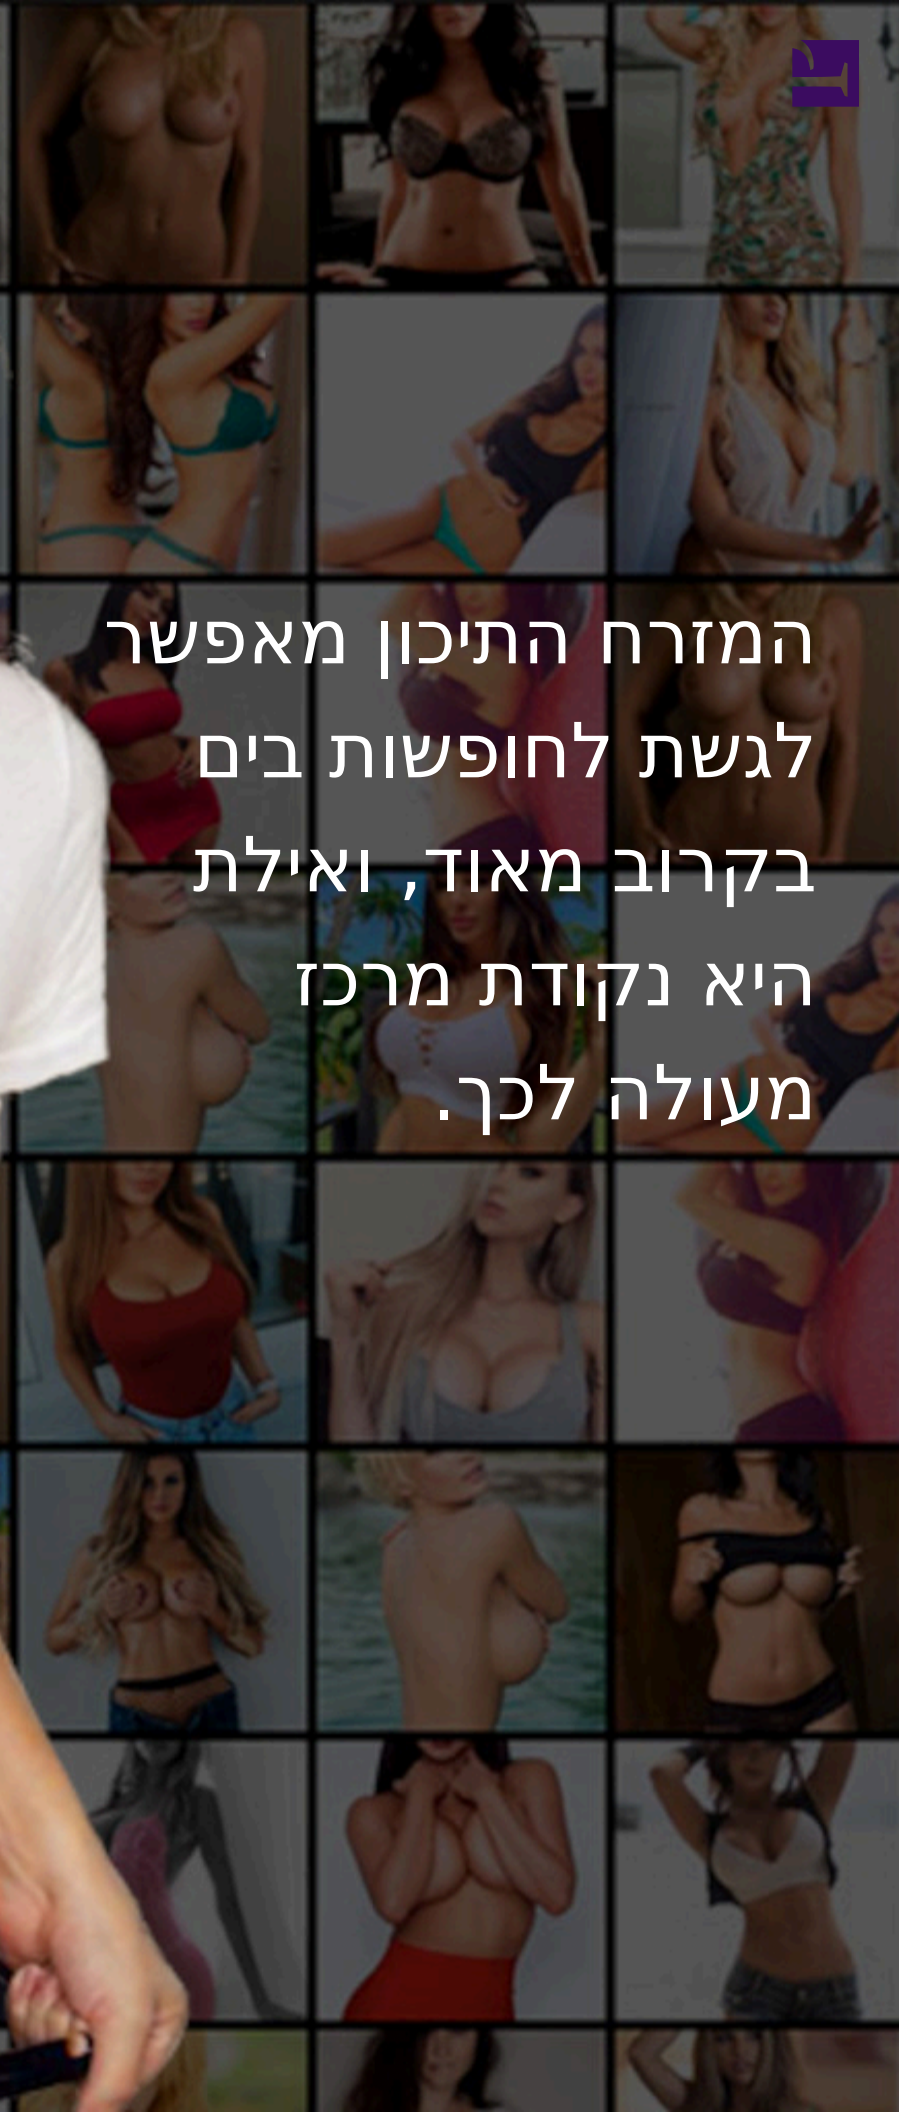 המזרח התיכון מאפשר
לגשת לחופשות בים
בקרוב מאוד, ואילת
היא נקודת מרכז
מעולה לכך.